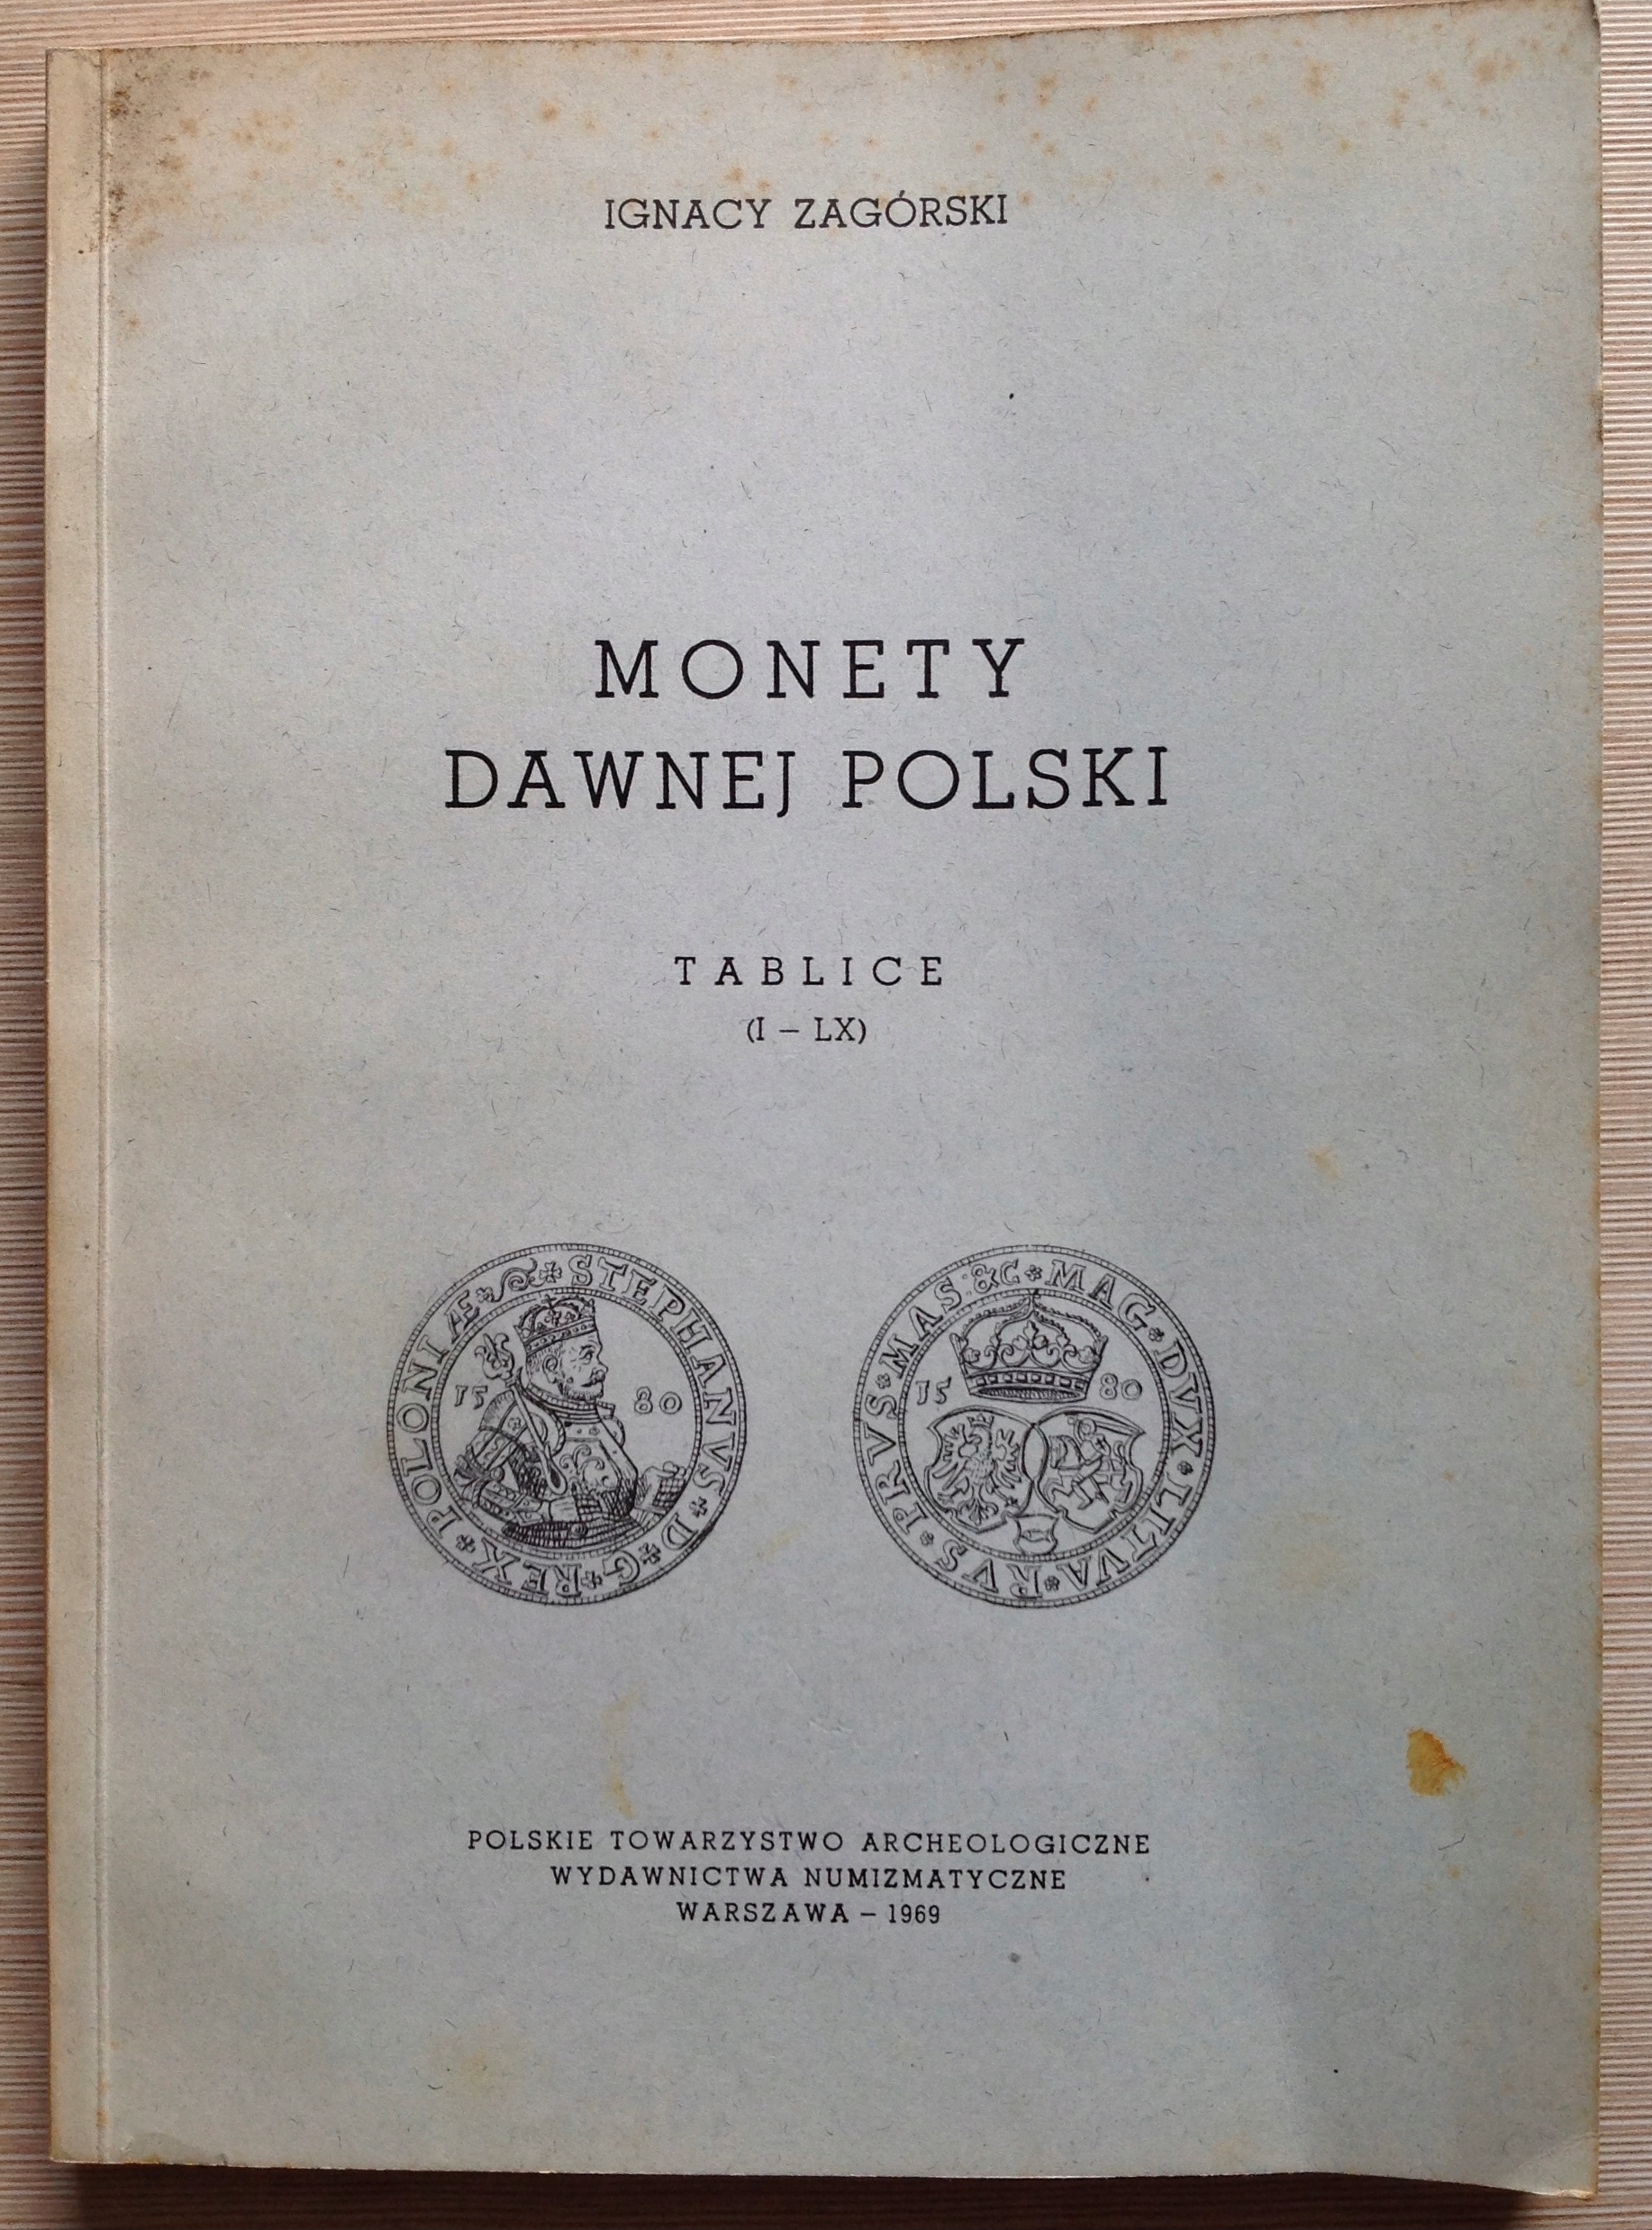 IGNACY ZAGÓRSKI
MONETY
DAWNEJ POLSKI
TABLICE
(I – LX)
STEPHANVS D G REX POLONIÆ
15 80
MAG DVX LITVA RVS PRVS MAS &C
15 80
POLSKIE TOWARZYSTWO ARCHEOLOGICZNE
WYDAWNICTWA NUMIZMATYCZNE
WARSZAWA – 1969